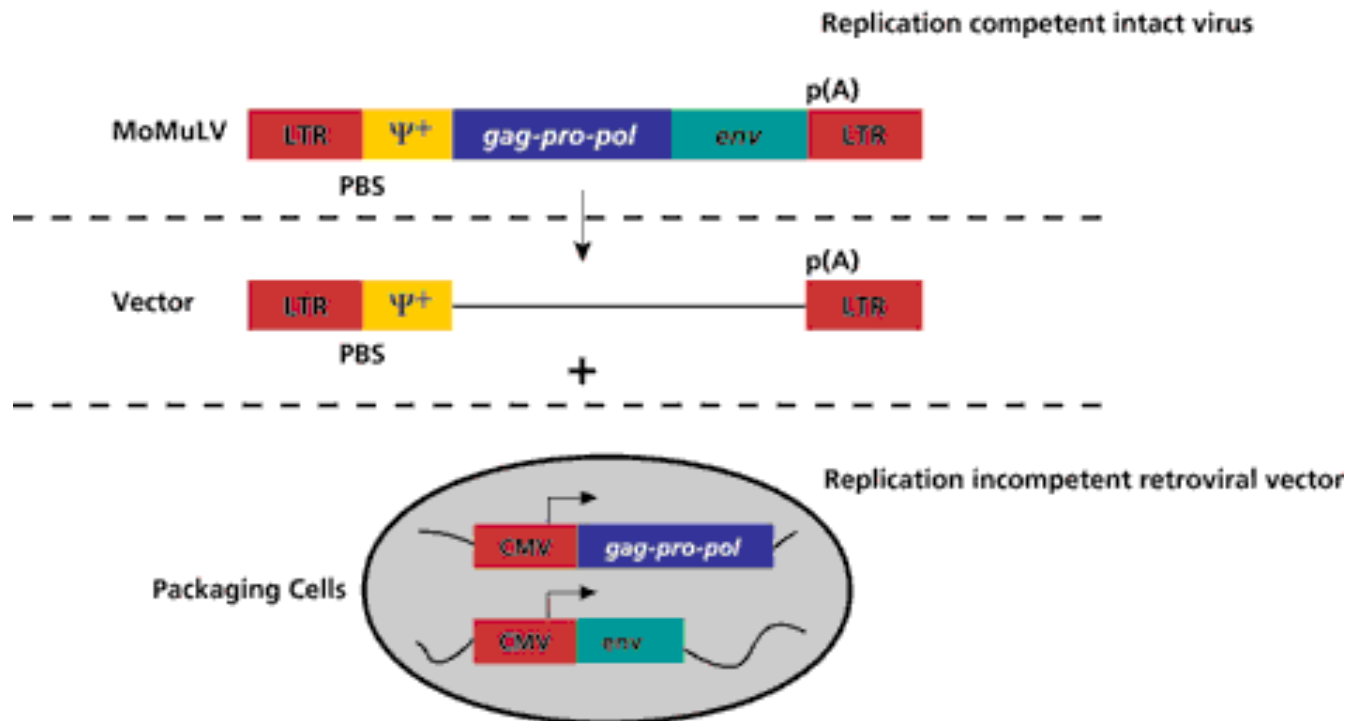 Replication competent intact virus
p(A)
MoMuLV LTR Ψ+ gag-pro-pol env LTR
PBS
p(A)
Vector LTR Ψ+ LTR
PBS
+
Replication incompetent retroviral vector
CMV gag-pro-pol
Packaging Cells
CMV env